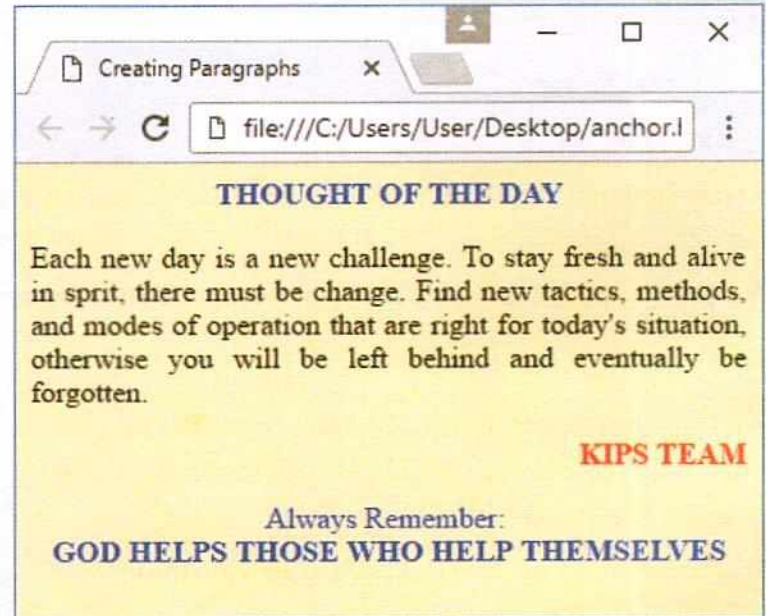 Creating Paragraphs
file:///C:/Users/User/Desktop/anchor.l
THOUGHT OF THE DAY
Each new day is a new challenge. To stay fresh and alive
in sprit, there must be change. Find new tactics, methods,
and modes of operation that are right for today's situation,
otherwise you will be left behind and eventually be
forgotten.
KIPS TEAM
Always Remember:
GOD HELPS THOSE WHO HELP THEMSELVES